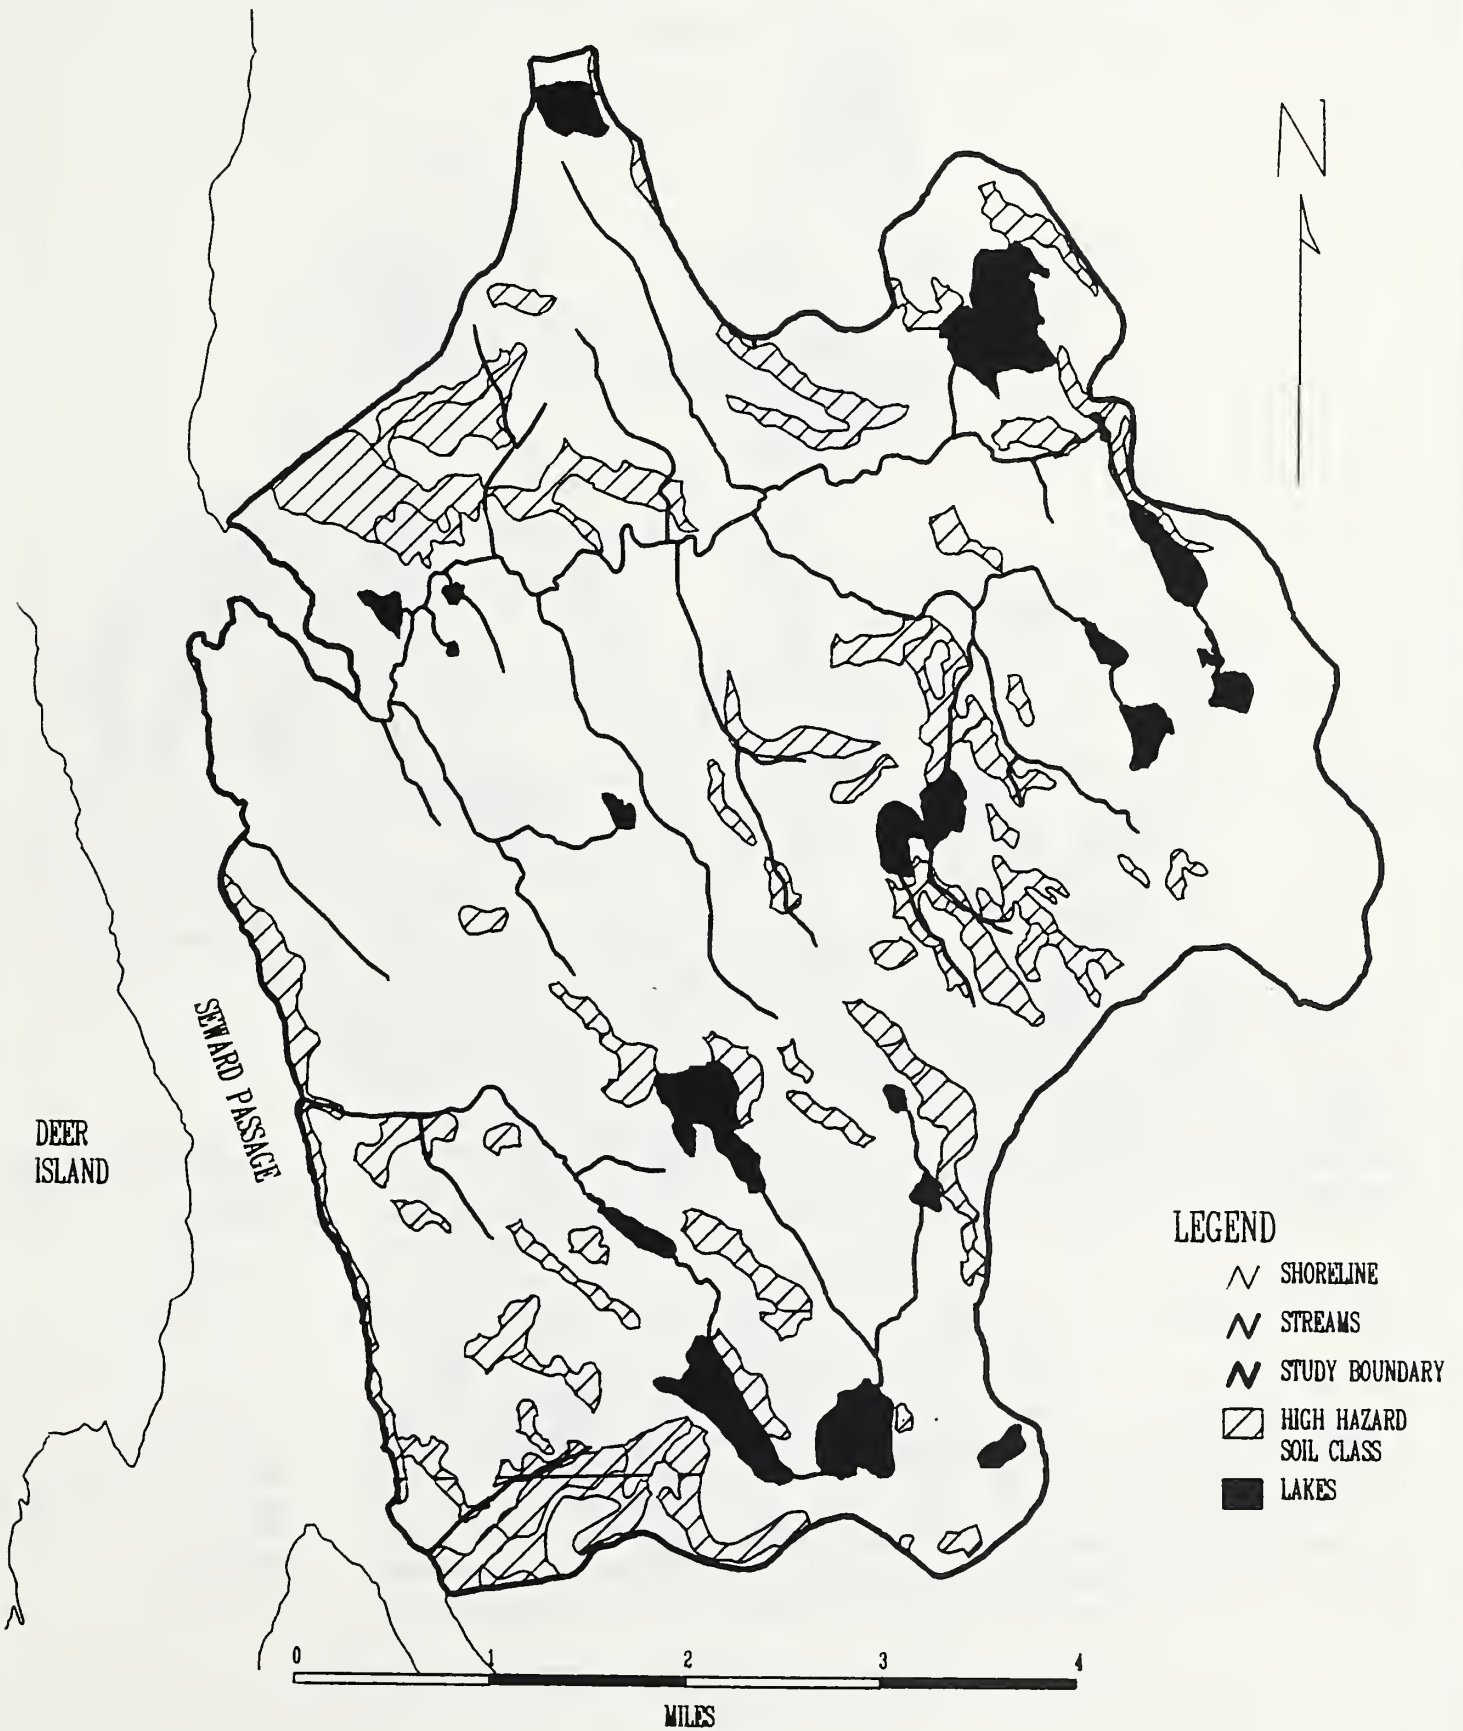 N
SEWARD PASSAGE
DEER
ISLAND
LEGEND
SHORELINE
STREAMS
STUDY BOUNDARY
HIGH HAZARD
SOIL CLASS
LAKES
0 1 2 3 4
MILES